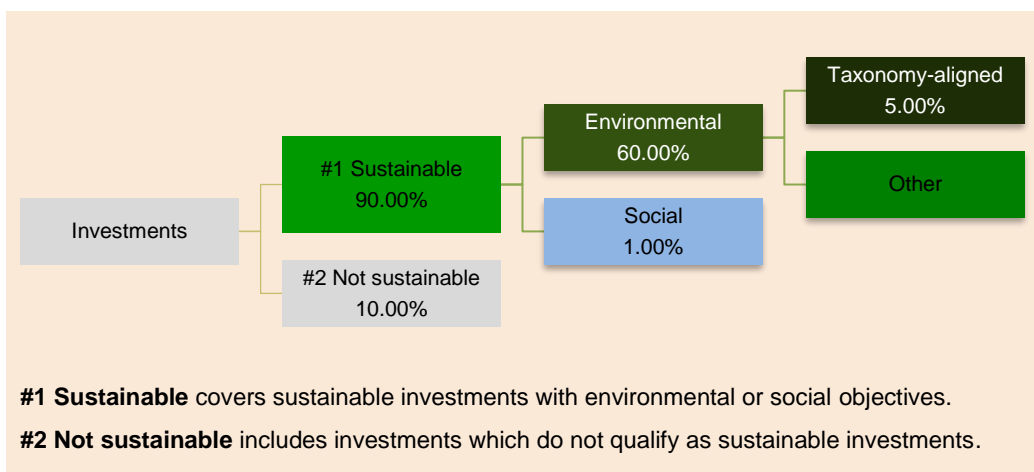 Investments
#1 Sustainable
90.00%
#2 Not sustainable
10.00%
Environmental
60.00%
Social
1.00%
Taxonomy-aligned
5.00%
Other
#1 Sustainable covers sustainable investments with environmental or social objectives.
#2 Not sustainable includes investments which do not qualify as sustainable investments.